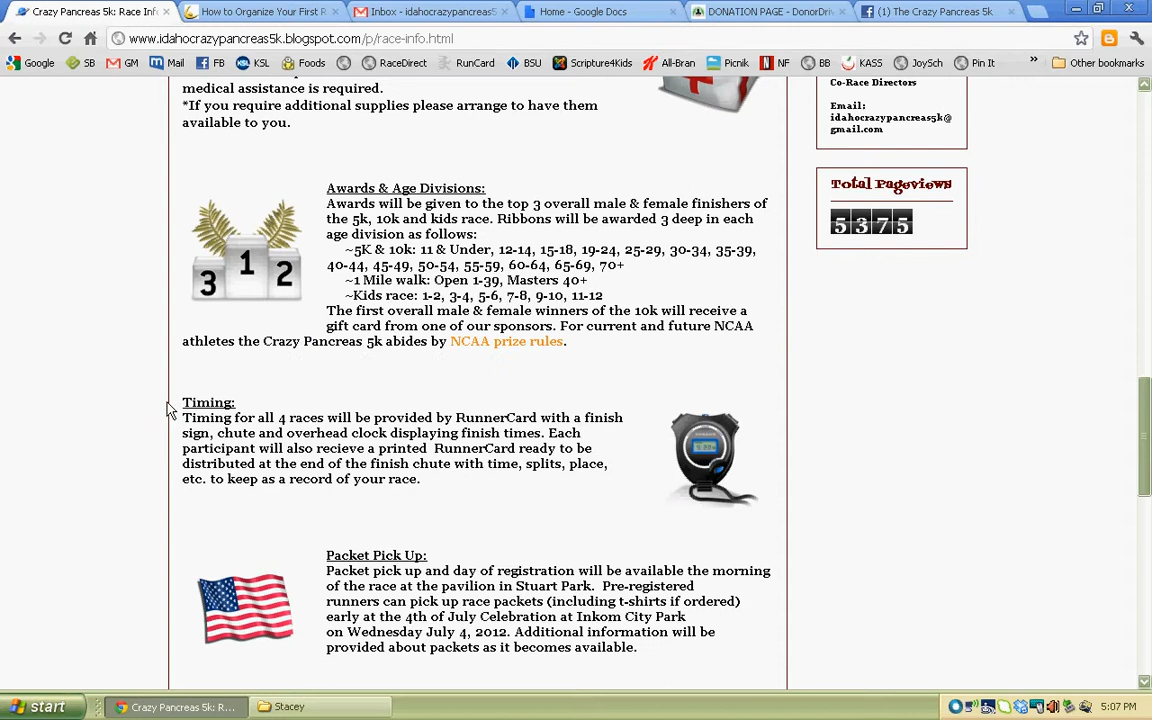 Crazy Pancreas 5k: Race Inf
How to Organize Your First R
Inbox - idahocrazypancreas5
Home - Google Docs
DONATION PAGE - DonorDriv
(1) The Crazy Pancreas 5k
www.idahocrazypancreas5k.blogspot.com/p/race-info.html
Google SB GM Mail FB KSL Foods RaceDirect RunCard BSU Scripture4Kids All-Bran Picnik NF BB KASS JoySch Pin It » Other bookmarks
medical assistance is required.
*If you require additional supplies please arrange to have them
available to you.
Co-Race Directors
Email:
idahocrazypancreas5k@
gmail.com
Total Pageviews
5375
Awards & Age Divisions:
Awards will be given to the top 3 overall male & female finishers of
the 5k, 10k and kids race. Ribbons will be awarded 3 deep in each
age division as follows:
~5K & 10k: 11 & Under, 12-14, 15-18, 19-24, 25-29, 30-34, 35-39,
40-44, 45-49, 50-54, 55-59, 60-64, 65-69, 70+
~1 Mile walk: Open 1-39, Masters 40+
~Kids race: 1-2, 3-4, 5-6, 7-8, 9-10, 11-12
The first overall male & female winners of the 10k will receive a
gift card from one of our sponsors. For current and future NCAA
athletes the Crazy Pancreas 5k abides by NCAA prize rules.
3 1 2
Timing:
Timing for all 4 races will be provided by RunnerCard with a finish
sign, chute and overhead clock displaying finish times. Each
participant will also recieve a printed RunnerCard ready to be
distributed at the end of the finish chute with time, splits, place,
etc. to keep as a record of your race.
Packet Pick Up:
Packet pick up and day of registration will be available the morning
of the race at the pavilion in Stuart Park. Pre-registered
runners can pick up race packets (including t-shirts if ordered)
early at the 4th of July Celebration at Inkom City Park
on Wednesday July 4, 2012. Additional information will be
provided about packets as it becomes available.
start
Crazy Pancreas 5k: R...
Stacey
5:07 PM